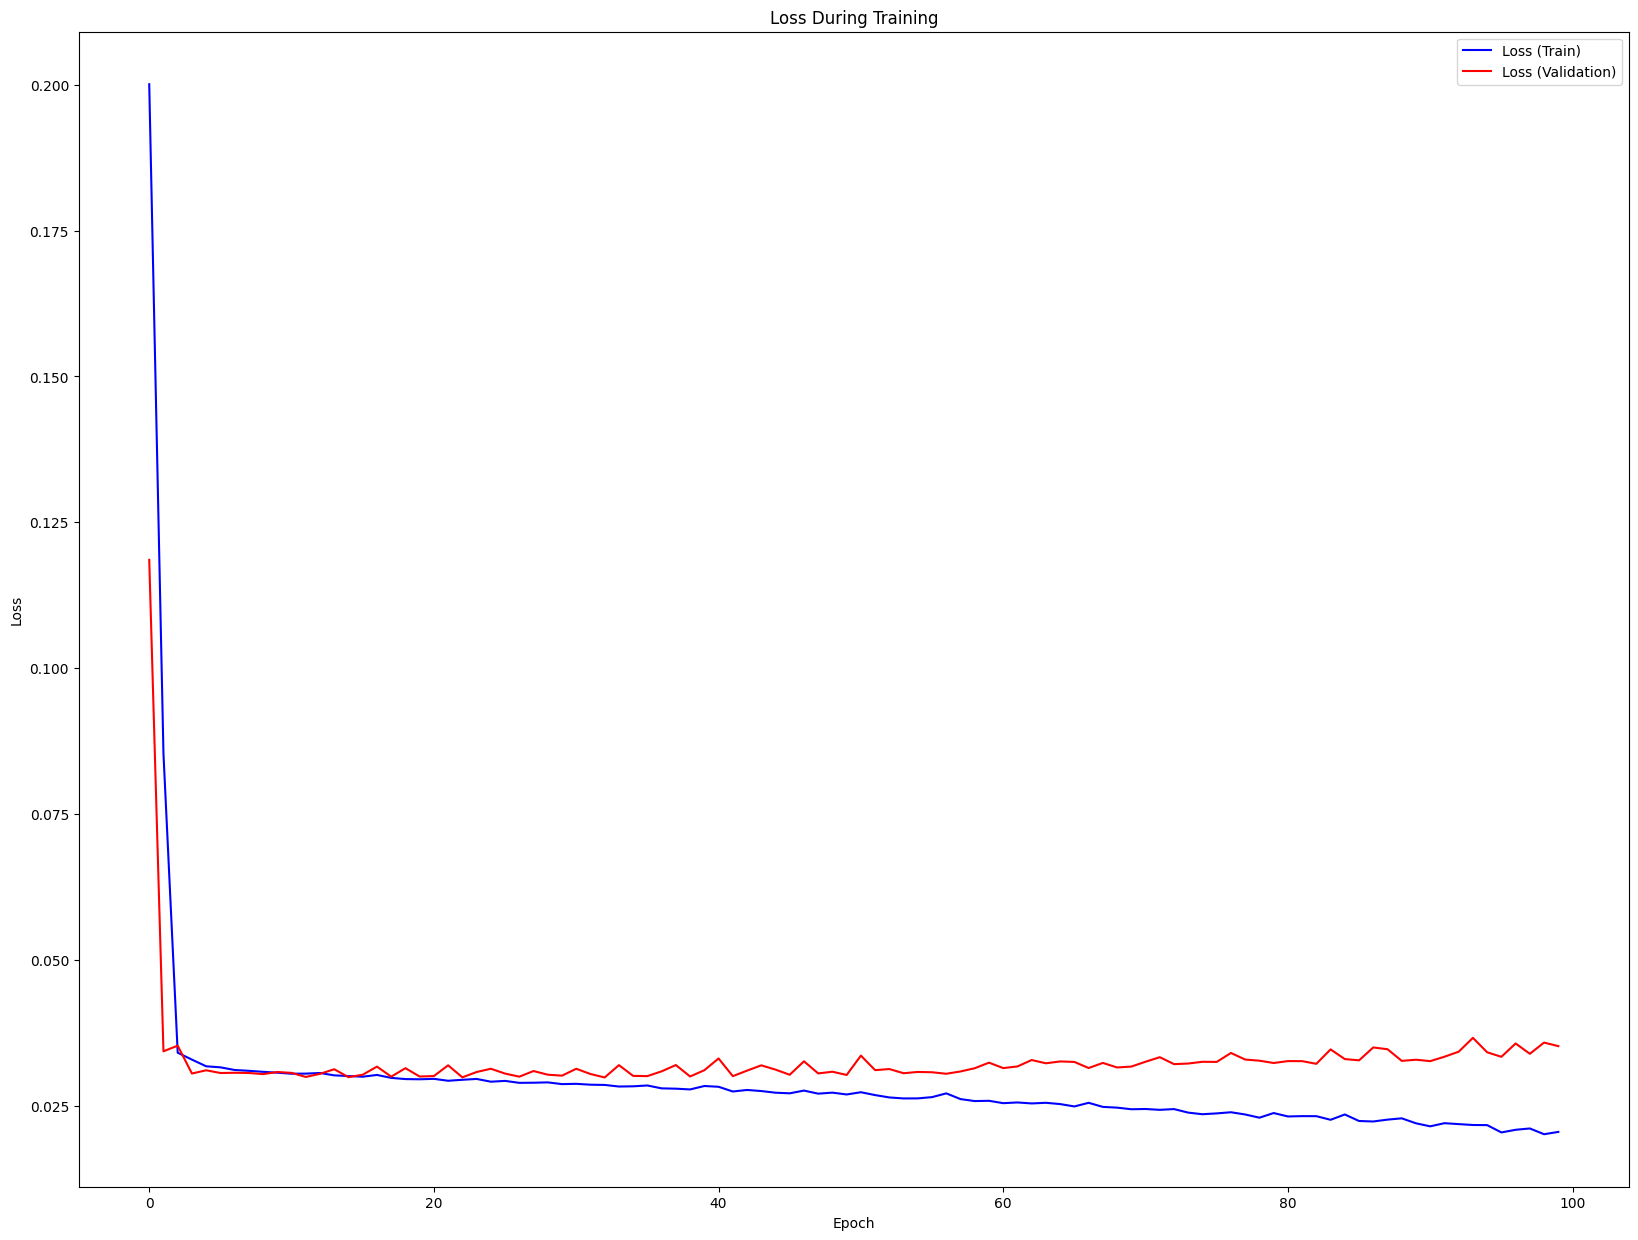 Loss During Training
Loss (Train)
Loss (Validation)
0.200
0.175
0.150
0.125
0.100
0.075
0.050
0.025
Loss
0 20 40 60 80 100
Epoch